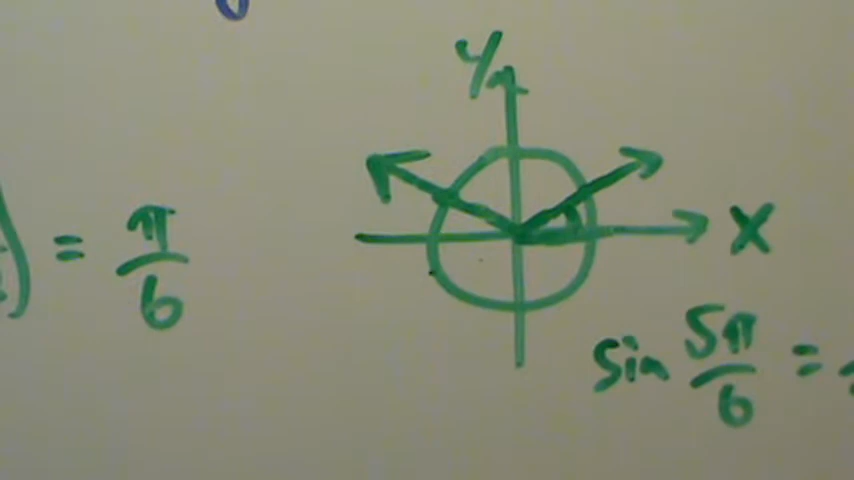 ) = π/6
y
x
sin 5π/6 =